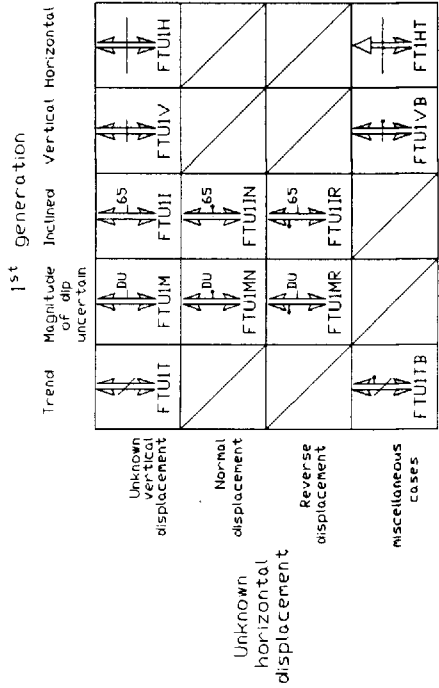 1st generation
Trend Magnitude of dip uncertain Inclined Vertical Horizontal
Unknown horizontal displacement
Unknown vertical displacement
DU 65
FTU1T FTU1M FTU1I FTU1V FTU1H
Normal displacement
DU 65
FTU1MN FTU1IN
Reverse displacement
DU 65
FTU1MR FTU1IR
miscellaneous cases
FTU1TB FTU1VB FT1HT